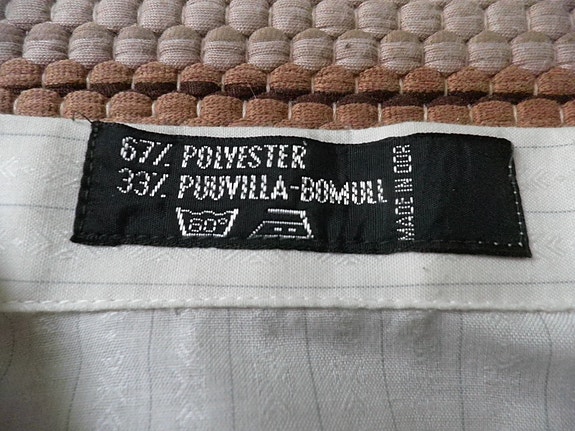 67% POLYESTER
33% PUUVILLA-BOMULL
60°
MADE IN DDR